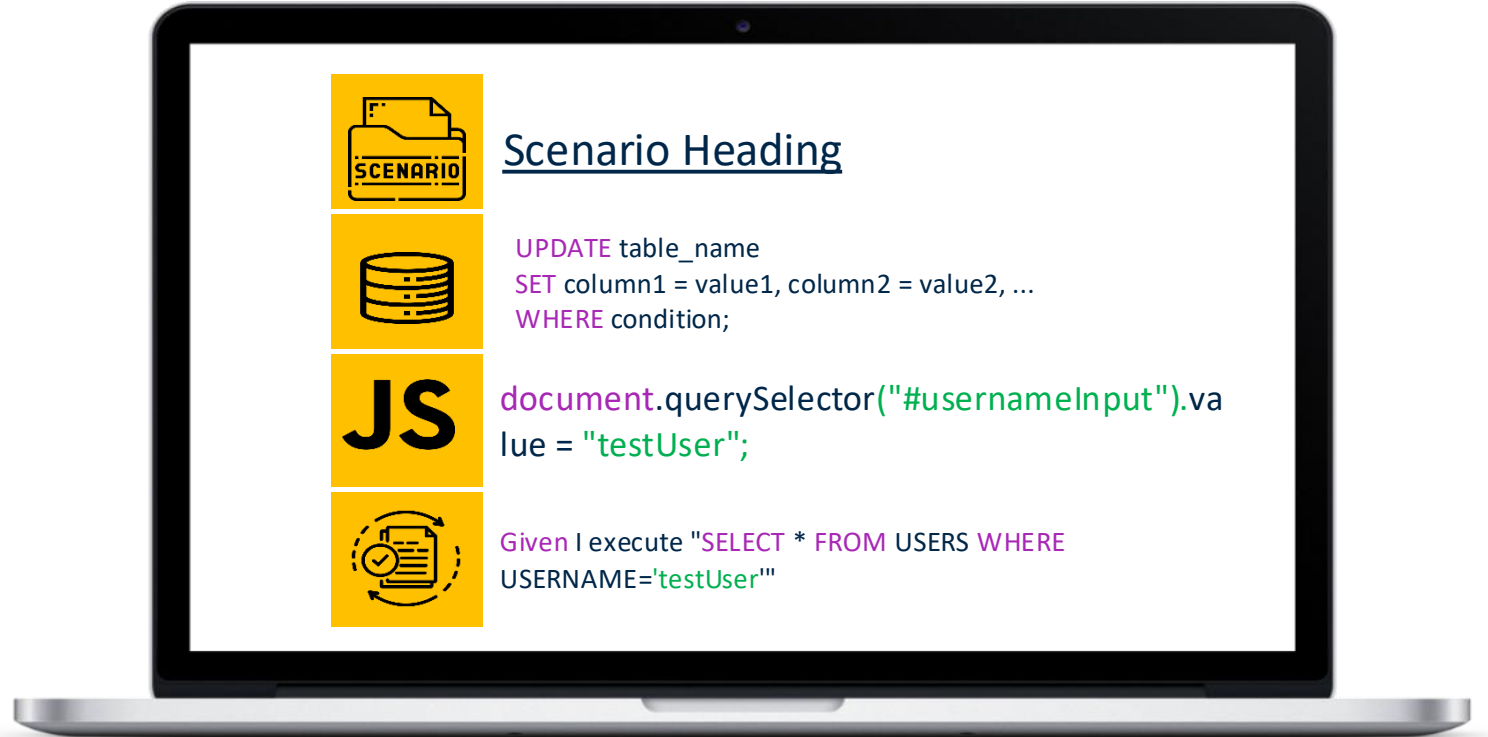 SCENARIO
Scenario Heading
UPDATE table_name
SET column1 = value1, column2 = value2, ...
WHERE condition;
JS
document.querySelector("#usernameInput").va
lue = "testUser";
Given I execute "SELECT * FROM USERS WHERE
USERNAME='testUser'"